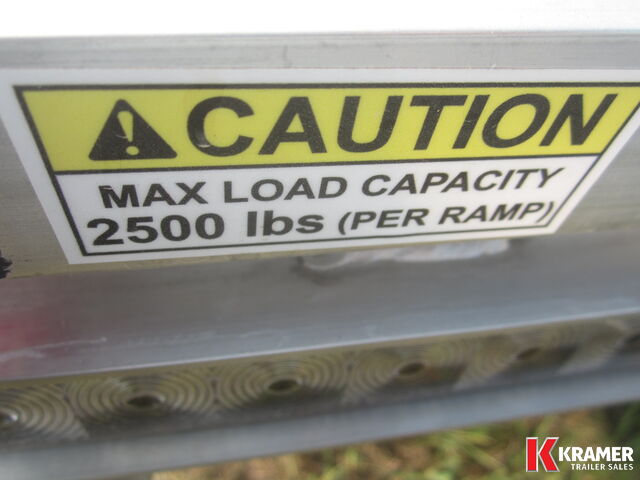 CAUTION
MAX LOAD CAPACITY
2500 lbs (PER RAMP)
KRAMER
TRAILER SALES